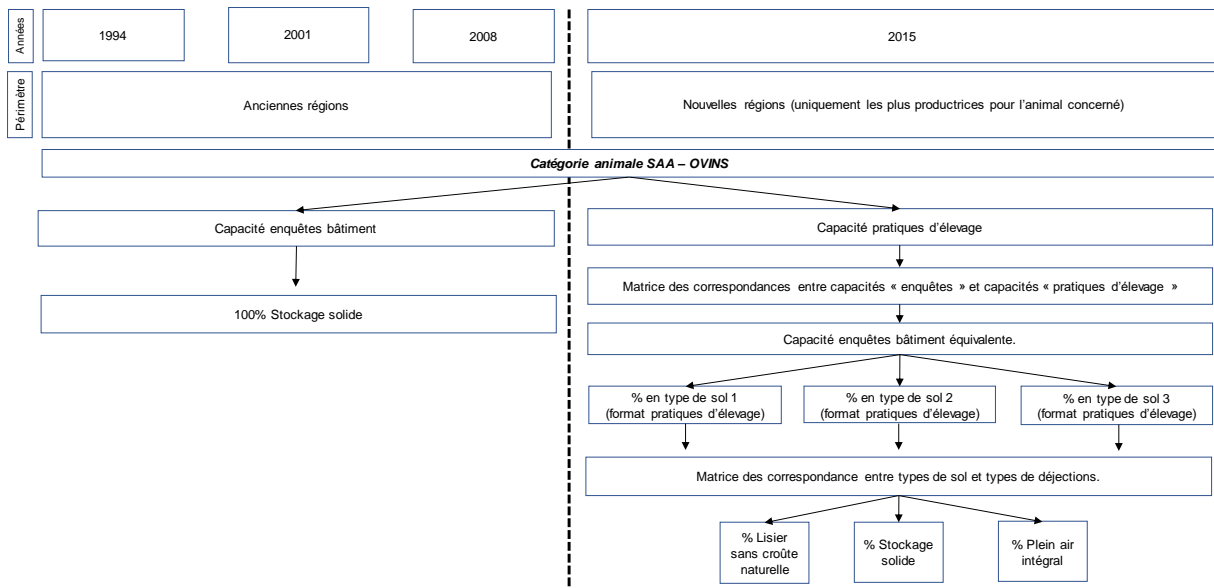 Années
1994
2001
2008
2015
Périmètre
Anciennes régions
Nouvelles régions (uniquement les plus productrices pour l'animal concerné)
Catégorie animale SAA – OVINS
Capacité enquêtes bâtiment
Capacité pratiques d'élevage
100% Stockage solide
Matrice des correspondances entre capacités « enquêtes » et capacités « pratiques d'élevage »
Capacité enquêtes bâtiment équivalente.
% en type de sol 1
(format pratiques d'élevage)
% en type de sol 2
(format pratiques d'élevage)
% en type de sol 3
(format pratiques d'élevage)
Matrice des correspondance entre types de sol et types de déjections.
% Lisier
sans croûte
naturelle
% Stockage
solide
% Plein air
intégral